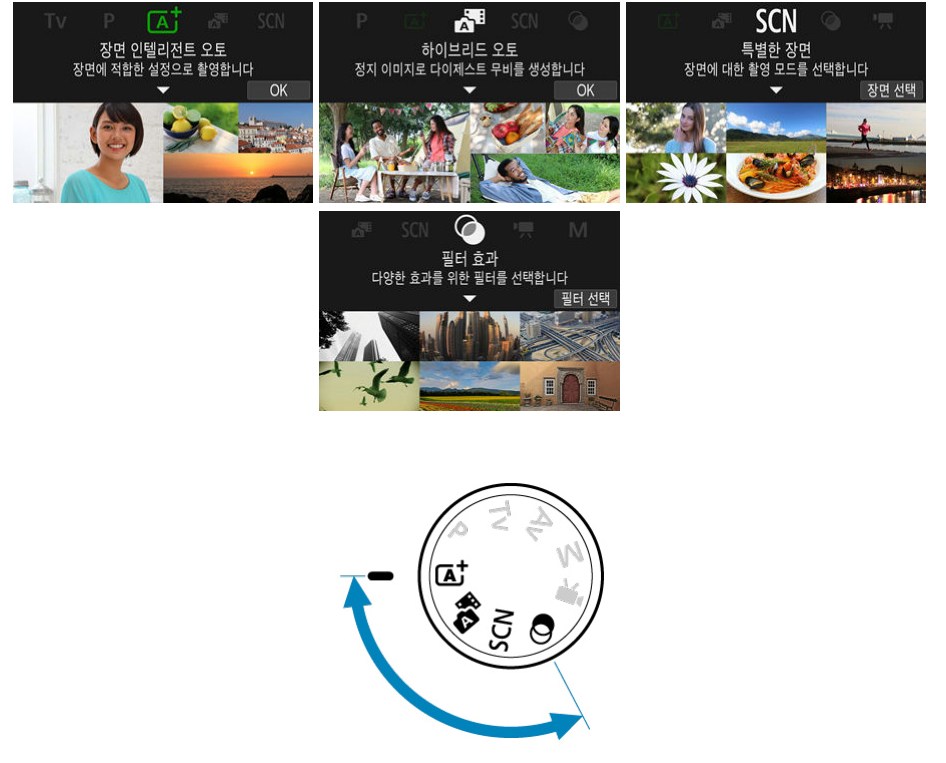 Tv P A+ SCN
장면 인텔리전트 오토
장면에 적합한 설정으로 촬영합니다
OK
P A+ A SCN
하이브리드 오토
정지 이미지로 다이제스트 무비를 생성합니다
OK
A+ SCN
특별한 장면
장면에 대한 촬영 모드를 선택합니다
장면 선택
A SCN M
필터 효과
다양한 효과를 위한 필터를 선택합니다
필터 선택
P
Tv
Av
M
A+
A
SCN